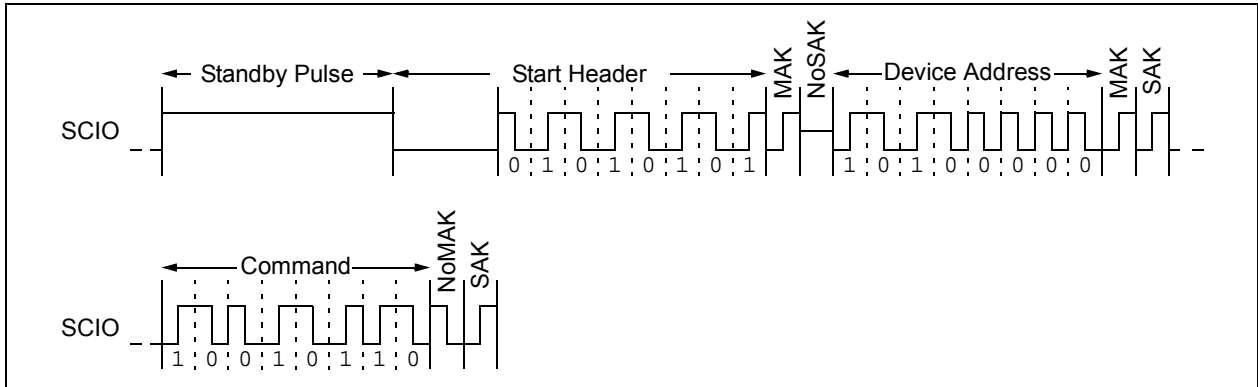 Standby Pulse Start Header MAK NoSAK Device Address MAK SAK
SCIO
0 1 0 1 0 1 0 1 1 0 1 0 0 0 0 0
Command NoMAK SAK
SCIO
1 0 0 1 0 1 1 0